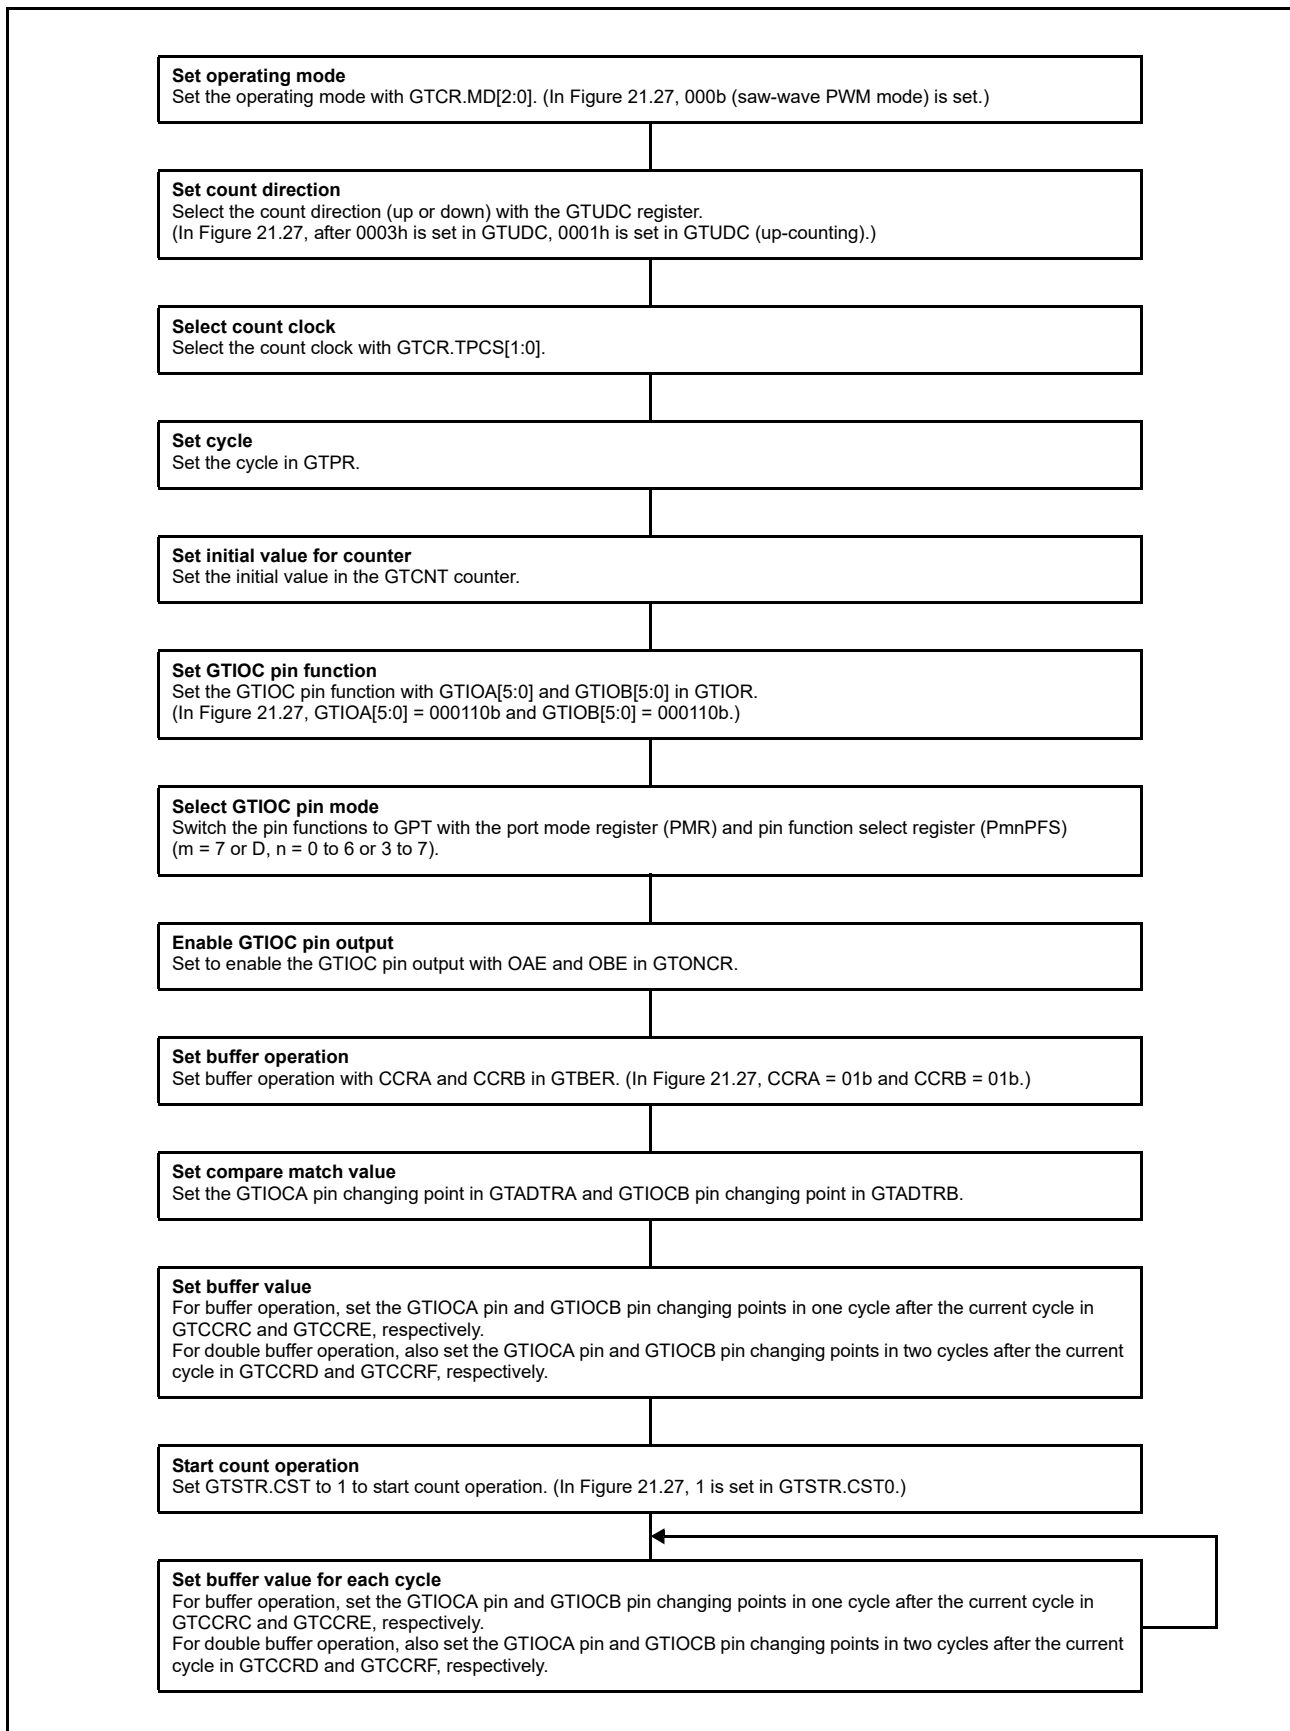 Set operating mode
Set the operating mode with GTCR.MD[2:0]. (In Figure 21.27, 000b (saw-wave PWM mode) is set.)
Set count direction
Select the count direction (up or down) with the GTUDC register.
(In Figure 21.27, after 0003h is set in GTUDC, 0001h is set in GTUDC (up-counting).)
Select count clock
Select the count clock with GTCR.TPCS[1:0].
Set cycle
Set the cycle in GTPR.
Set initial value for counter
Set the initial value in the GTCNT counter.
Set GTIOC pin function
Set the GTIOC pin function with GTIOA[5:0] and GTIOB[5:0] in GTIOR.
(In Figure 21.27, GTIOA[5:0] = 000110b and GTIOB[5:0] = 000110b.)
Select GTIOC pin mode
Switch the pin functions to GPT with the port mode register (PMR) and pin function select register (PmnPFS)
(m = 7 or D, n = 0 to 6 or 3 to 7).
Enable GTIOC pin output
Set to enable the GTIOC pin output with OAE and OBE in GTONCR.
Set buffer operation
Set buffer operation with CCRA and CCRB in GTBER. (In Figure 21.27, CCRA = 01b and CCRB = 01b.)
Set compare match value
Set the GTIOCA pin changing point in GTADTRA and GTIOCB pin changing point in GTADTRB.
Set buffer value
For buffer operation, set the GTIOCA pin and GTIOCB pin changing points in one cycle after the current cycle in
GTCCRC and GTCCRE, respectively.
For double buffer operation, also set the GTIOCA pin and GTIOCB pin changing points in two cycles after the current
cycle in GTCCRD and GTCCRF, respectively.
Start count operation
Set GTSTR.CST to 1 to start count operation. (In Figure 21.27, 1 is set in GTSTR.CST0.)
Set buffer value for each cycle
For buffer operation, set the GTIOCA pin and GTIOCB pin changing points in one cycle after the current cycle in
GTCCRC and GTCCRE, respectively.
For double buffer operation, also set the GTIOCA pin and GTIOCB pin changing points in two cycles after the current
cycle in GTCCRD and GTCCRF, respectively.